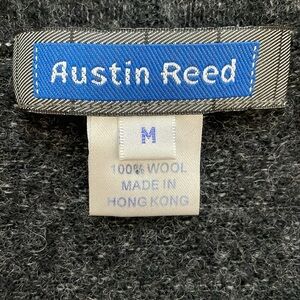 Austin Reed
M
100% WOOL
MADE IN
HONG KONG